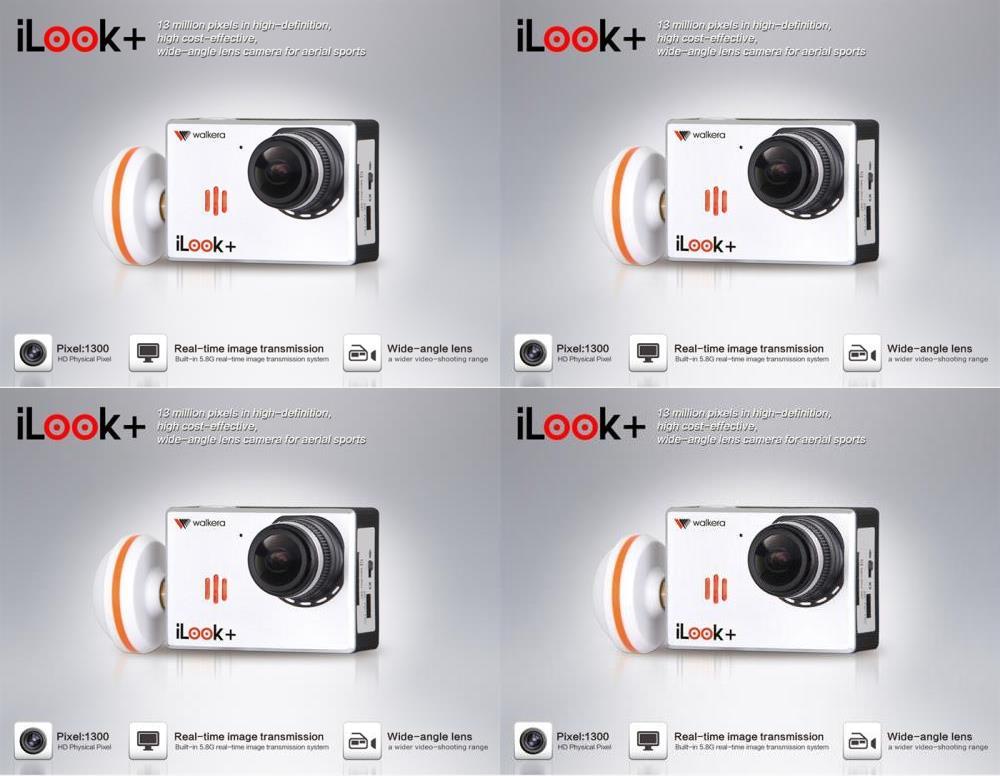 iLook+
13 million pixels in high-definition,
high cost-effective,
wide-angle lens camera for aerial sports
walkera
iLook+
Pixel:1300
HD Physical Pixel
Real-time image transmission
Built-in 5.8G real-time image transmission system
Wide-angle lens
a wider video-shooting range
iLook+
13 million pixels in high-definition,
high cost-effective,
wide-angle lens camera for aerial sports
walkera
iLook+
Pixel:1300
HD Physical Pixel
Real-time image transmission
Built-in 5.8G real-time image transmission system
Wide-angle lens
a wider video-shooting range
iLook+
13 million pixels in high-definition,
high cost-effective,
wide-angle lens camera for aerial sports
walkera
iLook+
Pixel:1300
HD Physical Pixel
Real-time image transmission
Built-in 5.8G real-time image transmission system
Wide-angle lens
a wider video-shooting range
iLook+
13 million pixels in high-definition,
high cost-effective,
wide-angle lens camera for aerial sports
walkera
iLook+
Pixel:1300
HD Physical Pixel
Real-time image transmission
Built-in 5.8G real-time image transmission system
Wide-angle lens
a wider video-shooting range